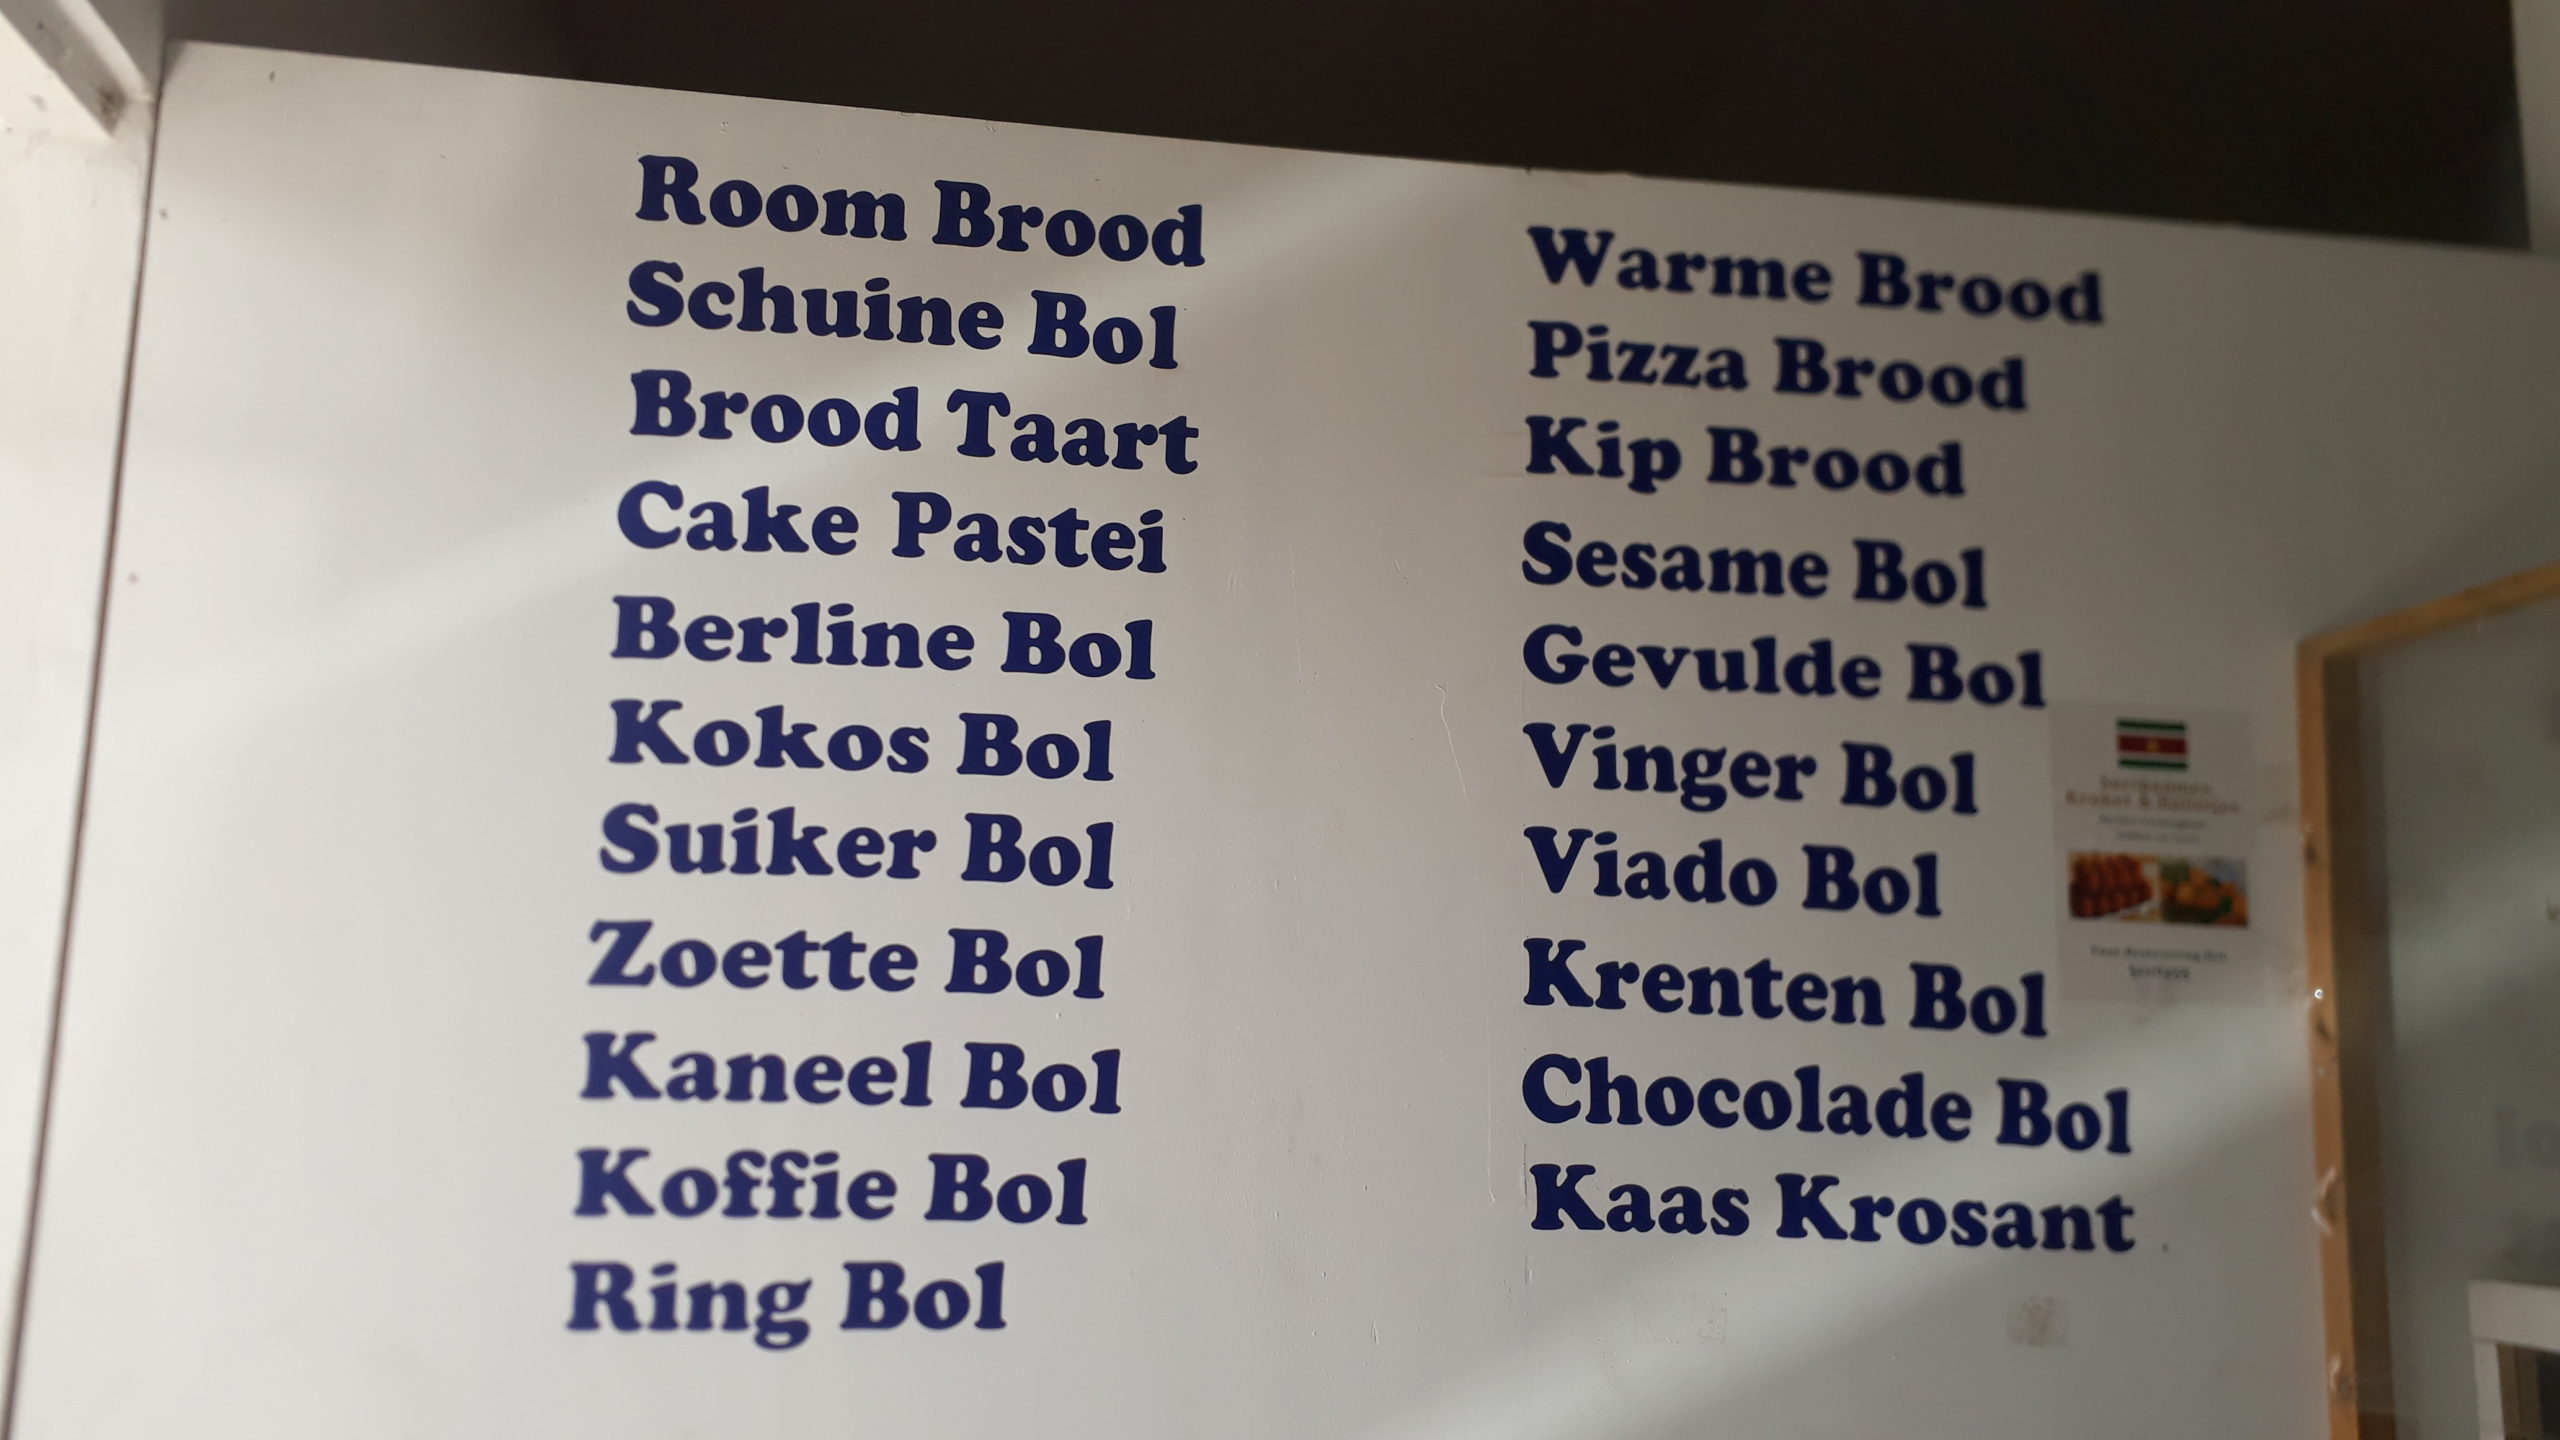 Room Brood
Schuine Bol
Brood Taart
Cake Pastei
Berline Bol
Kokos Bol
Suiker Bol
Zoette Bol
Kaneel Bol
Koffie Bol
Ring Bol
Warme Brood
Pizza Brood
Kip Brood
Sesame Bol
Gevulde Bol
Vinger Bol
Viado Bol
Krenten Bol
Chocolade Bol
Kaas Krosant